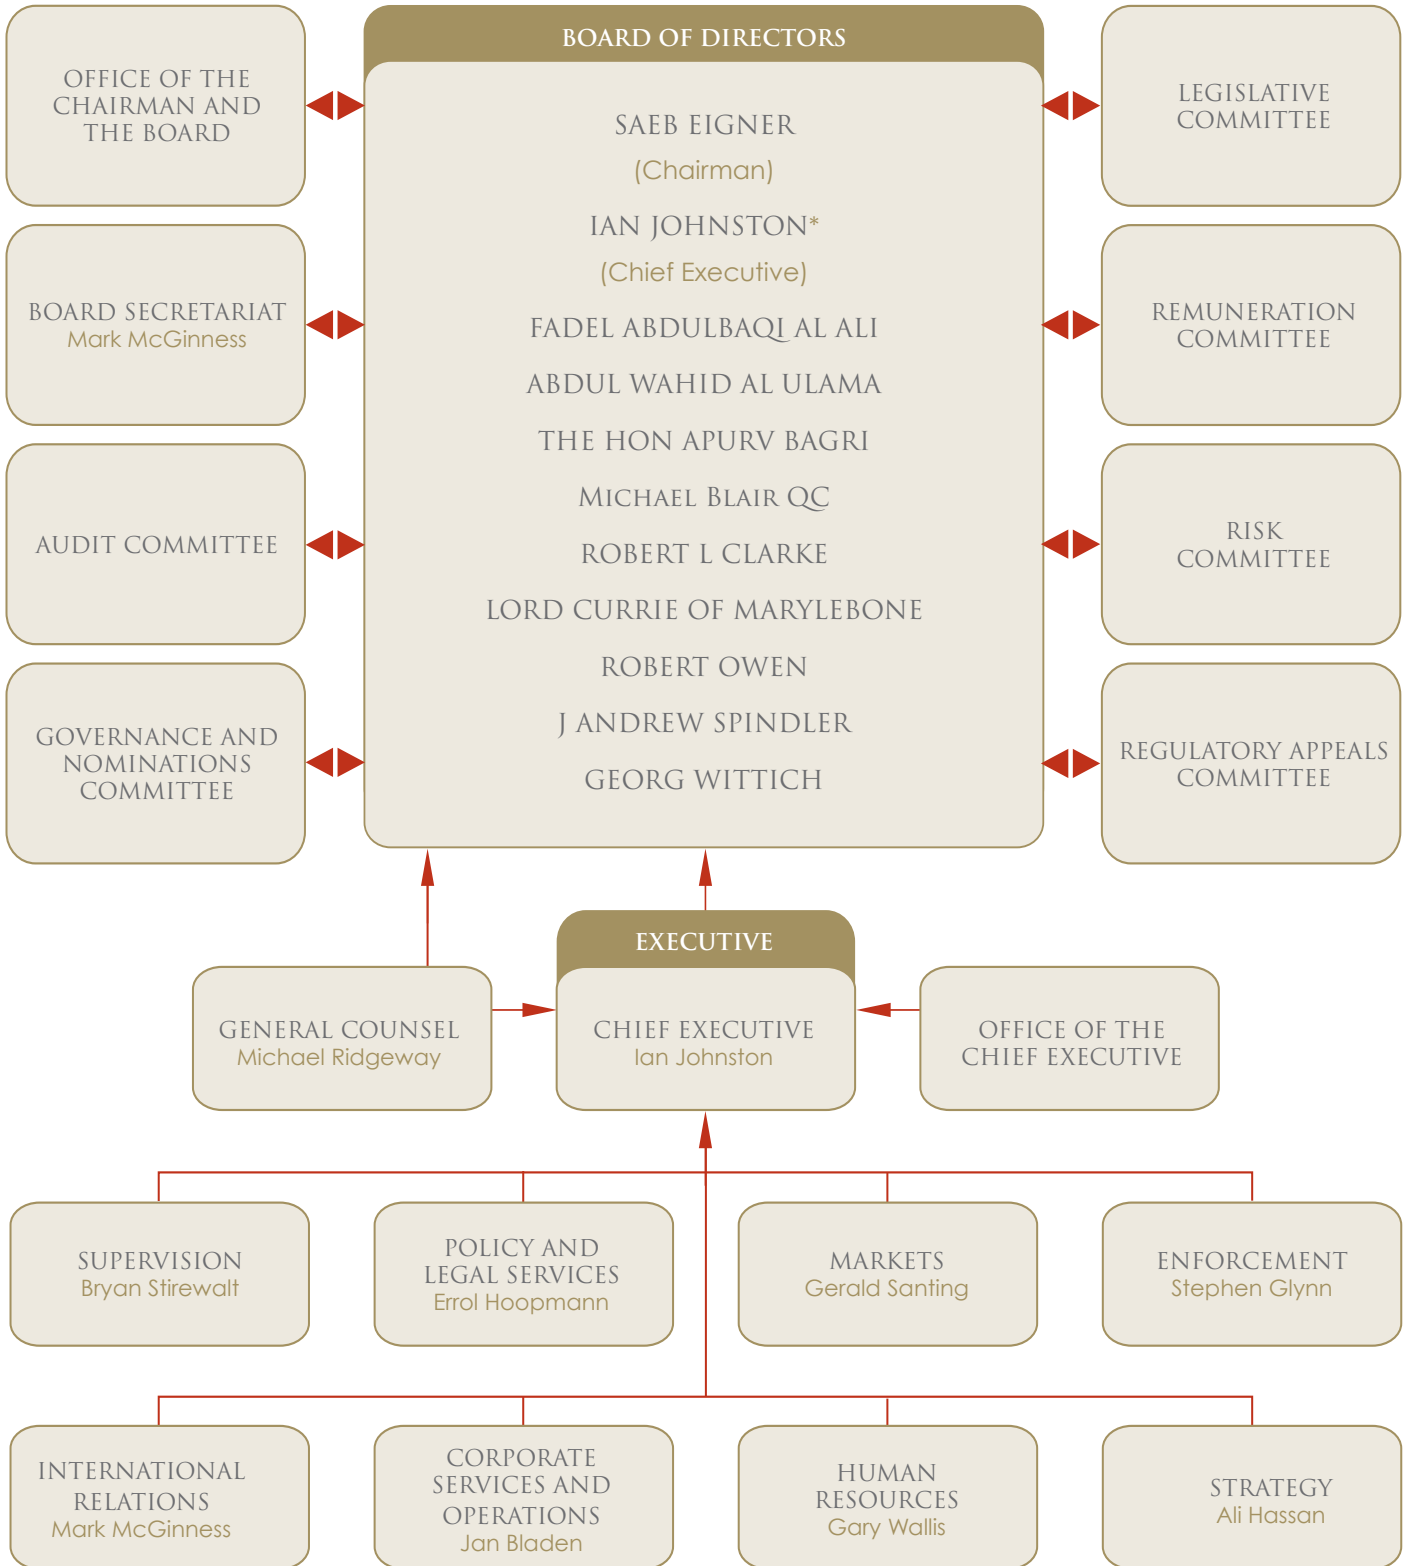 BOARD OF DIRECTORS
OFFICE OF THE
CHAIRMAN AND
THE BOARD
BOARD SECRETARIAT
Mark McGinness
AUDIT COMMITTEE
GOVERNANCE AND
NOMINATIONS
COMMITTEE
SAEB EIGNER
(Chairman)
IAN JOHNSTON*
(Chief Executive)
FADEL ABDULBAQI AL ALI
ABDUL WAHID AL ULAMA
THE HON APURV BAGRI
Michael Blair QC
ROBERT L CLARKE
LORD CURRIE OF MARYLEBONE
ROBERT OWEN
J ANDREW SPINDLER
GEORG WITTICH
LEGISLATIVE
COMMITTEE
REMUNERATION
COMMITTEE
RISK
COMMITTEE
REGULATORY APPEALS
COMMITTEE
EXECUTIVE
GENERAL COUNSEL
Michael Ridgeway
CHIEF EXECUTIVE
Ian Johnston
OFFICE OF THE
CHIEF EXECUTIVE
SUPERVISION
Bryan Stirewalt
POLICY AND
LEGAL SERVICES
Errol Hoopmann
MARKETS
Gerald Santing
ENFORCEMENT
Stephen Glynn
INTERNATIONAL
RELATIONS
Mark McGinness
CORPORATE
SERVICES AND
OPERATIONS
Jan Bladen
HUMAN
RESOURCES
Gary Wallis
STRATEGY
Ali Hassan